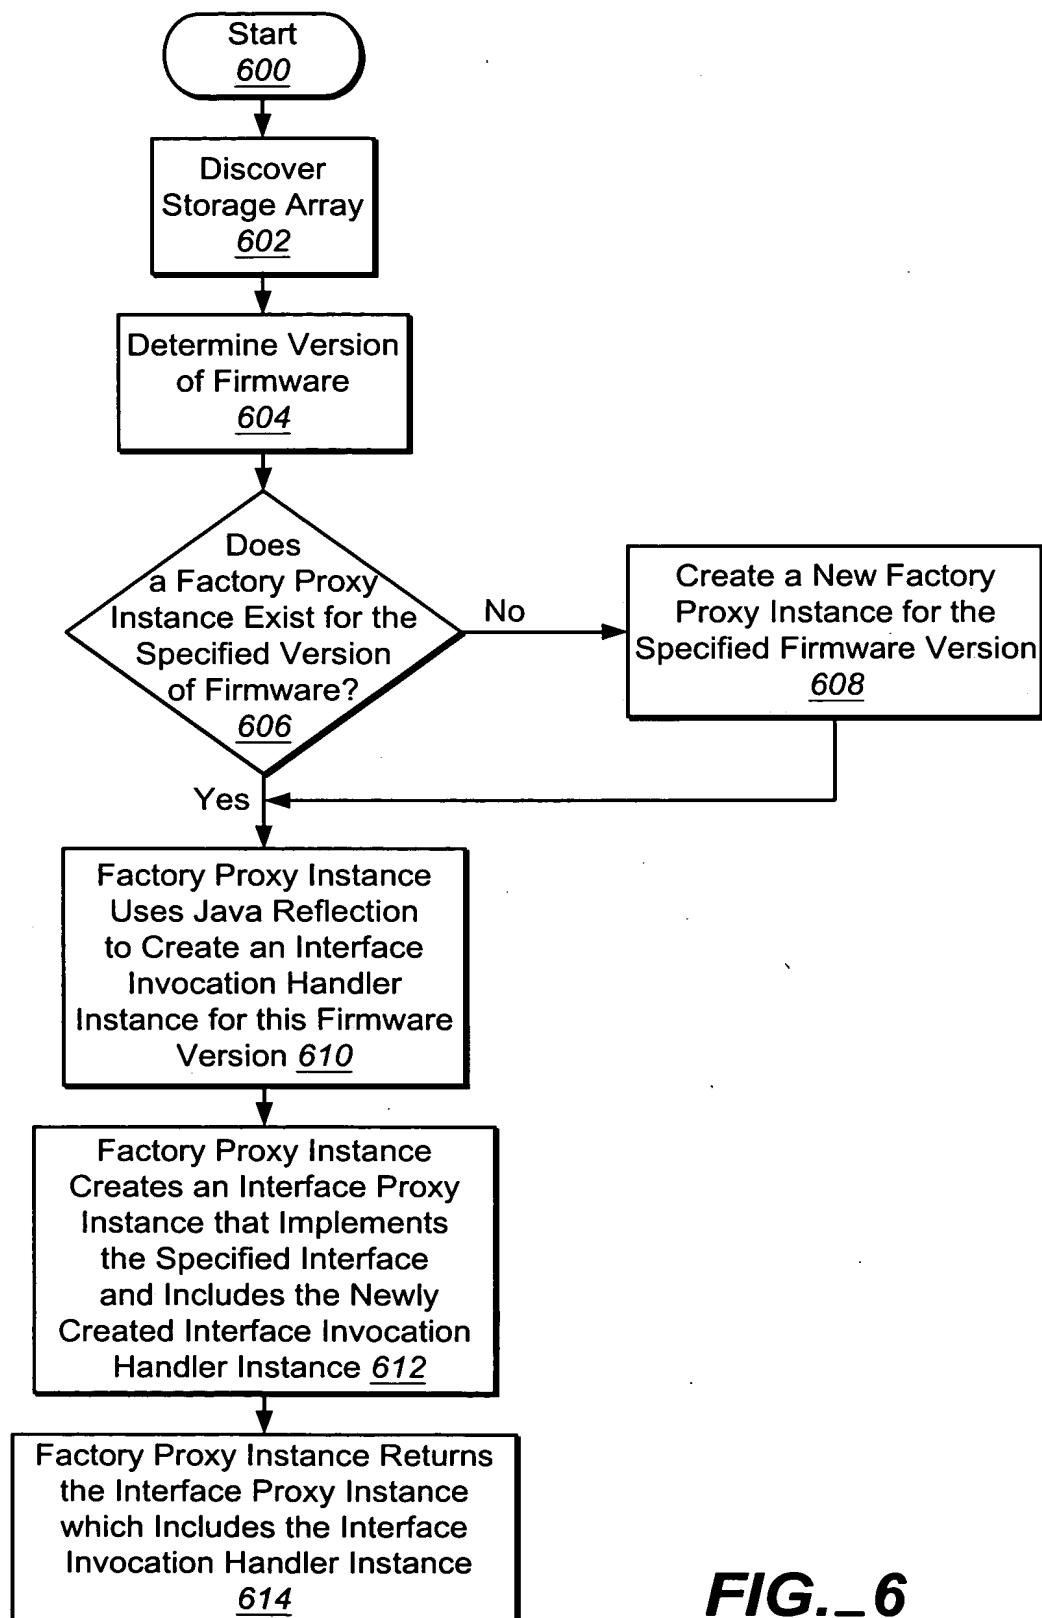 Start
600
Discover
Storage Array
602
Determine Version
of Firmware
604
Does
a Factory Proxy
Instance Exist for the
Specified Version
of Firmware?
606
No
Create a New Factory
Proxy Instance for the
Specified Firmware Version
608
Yes
Factory Proxy Instance
Uses Java Reflection
to Create an Interface
Invocation Handler
Instance for this Firmware
Version 610
Factory Proxy Instance
Creates an Interface Proxy
Instance that Implements
the Specified Interface
and Includes the Newly
Created Interface Invocation
Handler Instance 612
Factory Proxy Instance Returns
the Interface Proxy Instance
which Includes the Interface
Invocation Handler Instance
614
FIG._6